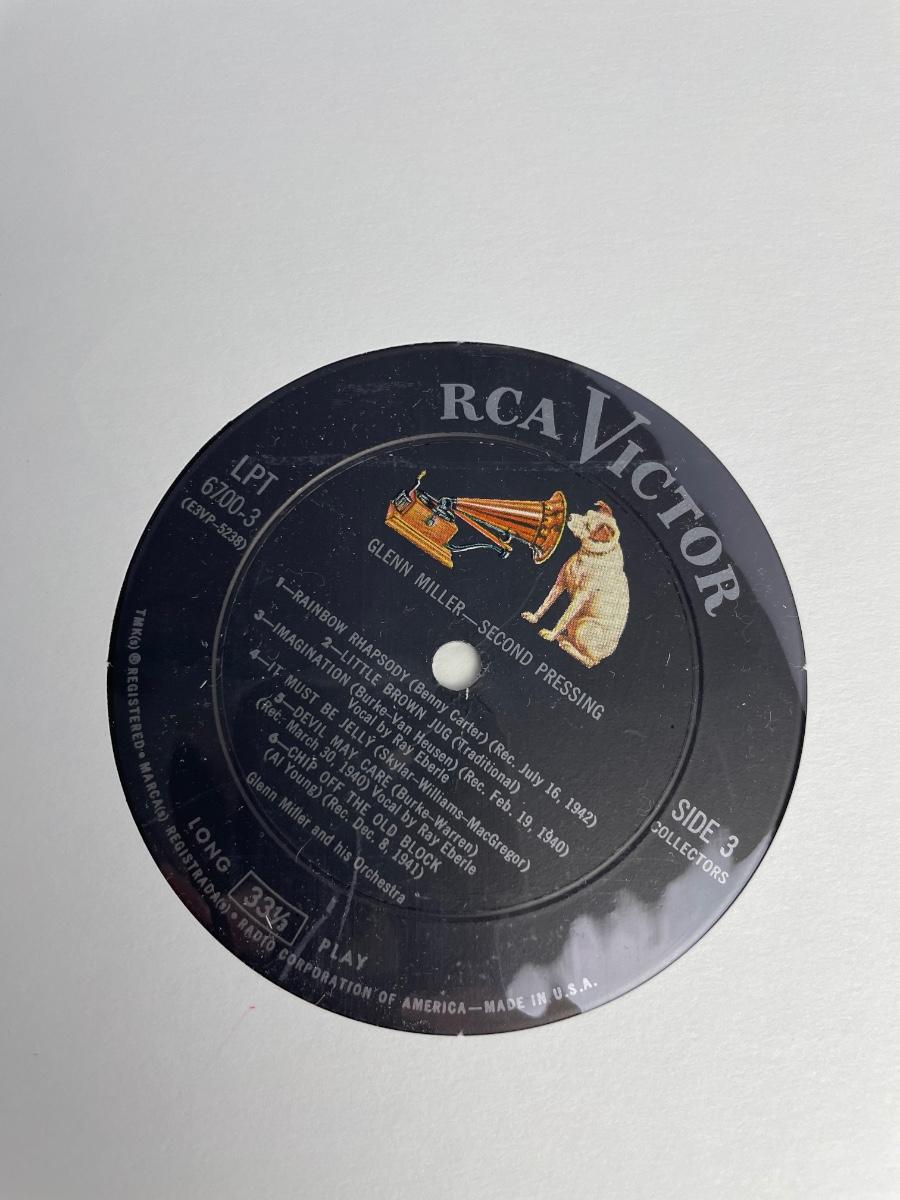 RCA VICTOR
LPT
6700-3
(E3VP-5238)
GLENN MILLER—SECOND PRESSING
1—RAINBOW RHAPSODY (Benny Carter) (Rec. July 16, 1942)
2—LITTLE BROWN JUG (Traditional)
3—IMAGINATION (Burke-Van Heusen) (Rec. Feb. 19, 1940)
Vocal by Ray Eberle
4—IT MUST BE JELLY (Skylar-Williams-MacGregor)
5—DEVIL MAY CARE (Burke-Warren)
(Rec. March 30, 1940) Vocal by Ray Eberle
6—CHIP OFF THE OLD BLOCK
(Al Young) (Rec. Dec. 8, 1941)
Glenn Miller and his Orchestra
SIDE 3
COLLECTORS
LONG 33⅓ PLAY
TMK(s) ® REGISTERED • MARCA(s) REGISTRADA(s) • RADIO CORPORATION OF AMERICA—MADE IN U.S.A.